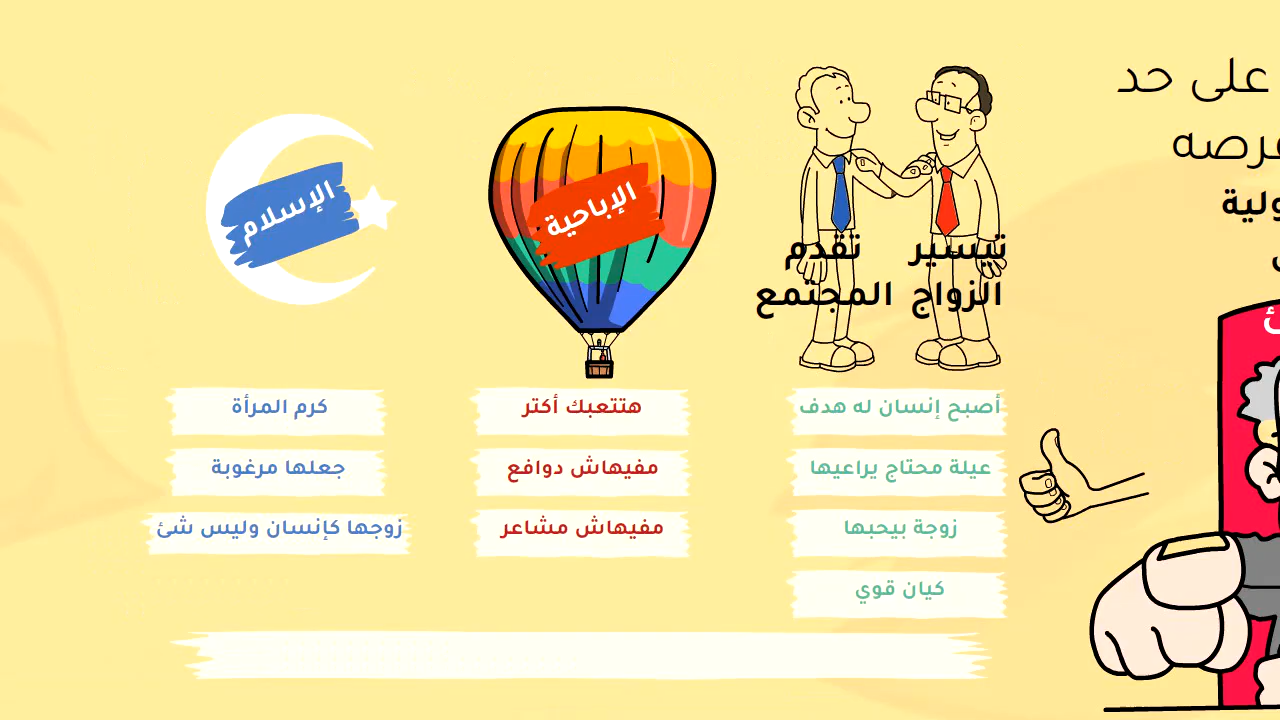 على حد
تيسير
الزواج
تقدم
المجتمع
أصبح إنسان له هدف
عيلة محتاج يراعيها
زوجة بيحبها
كيان قوي
الإباحية
هتتعبك أكتر
مفيهاش دوافع
مفيهاش مشاعر
الإسلام
كرم المرأة
جعلها مرغوبة
زوجها كإنسان وليس شئ